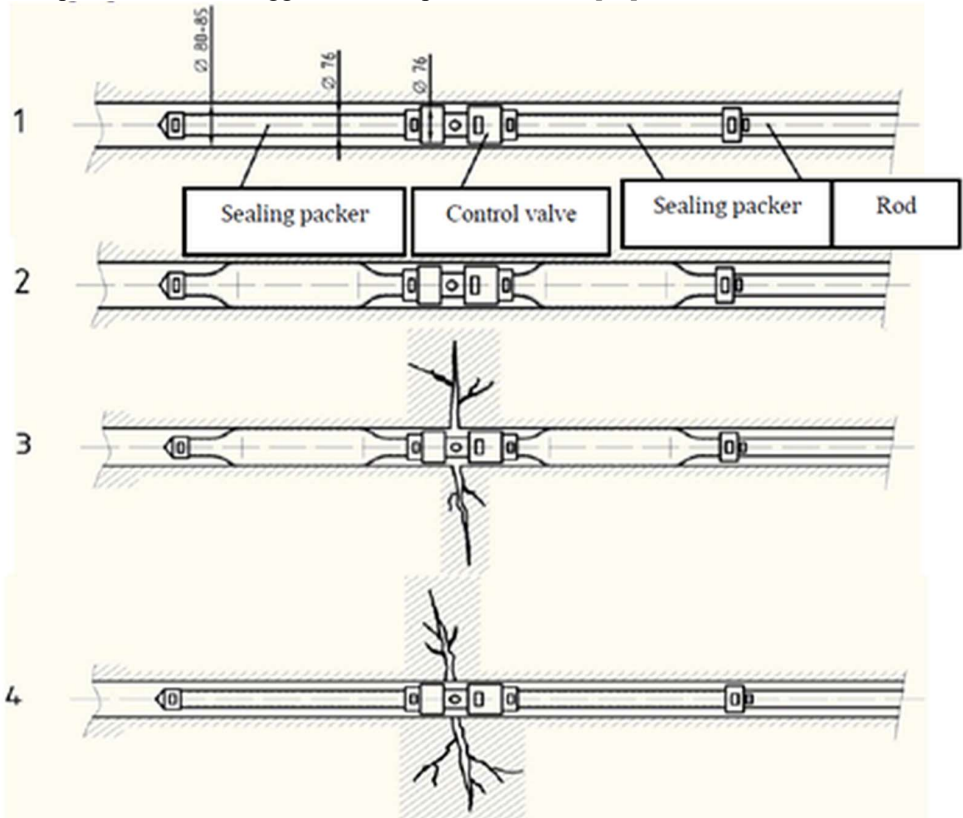 Ø 80÷85
Ø 76
Ø 76
1
Sealing packer
Control valve
Sealing packer
Rod
2
3
4